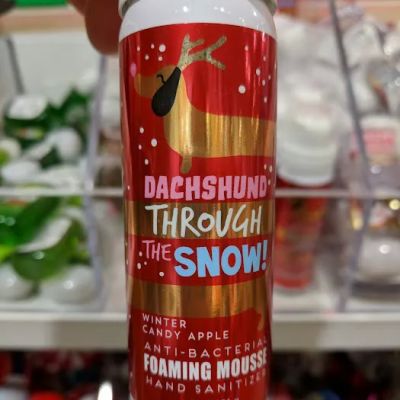 DACHSHUND
THROUGH
THE SNOW!
WINTER
CANDY APPLE
ANTI-BACTERIAL
FOAMING MOUSSE
HAND SANITIZER